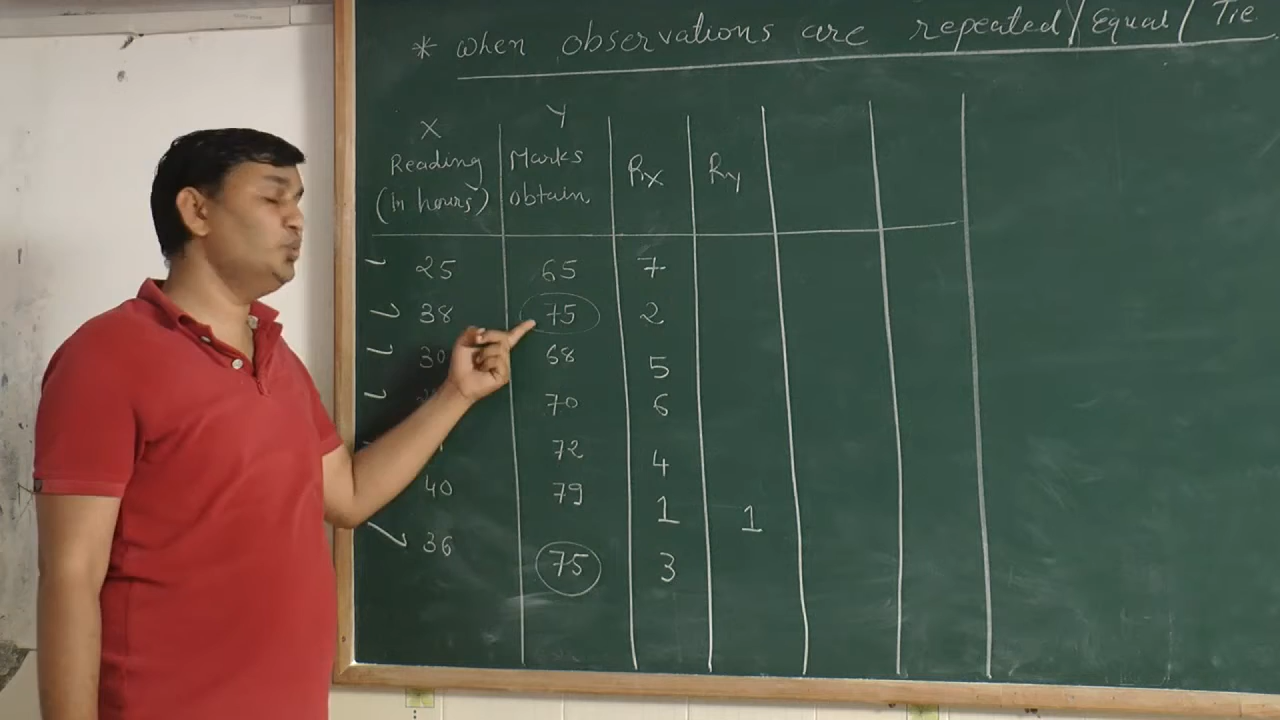 * When observations are repeated/Equal/Tie
X Y
Reading Marks Rx Ry
(In hours) obtain
25 65 7
38 75 2
30 68 5
70 6
72 4
40 79 1 1
36 75 3